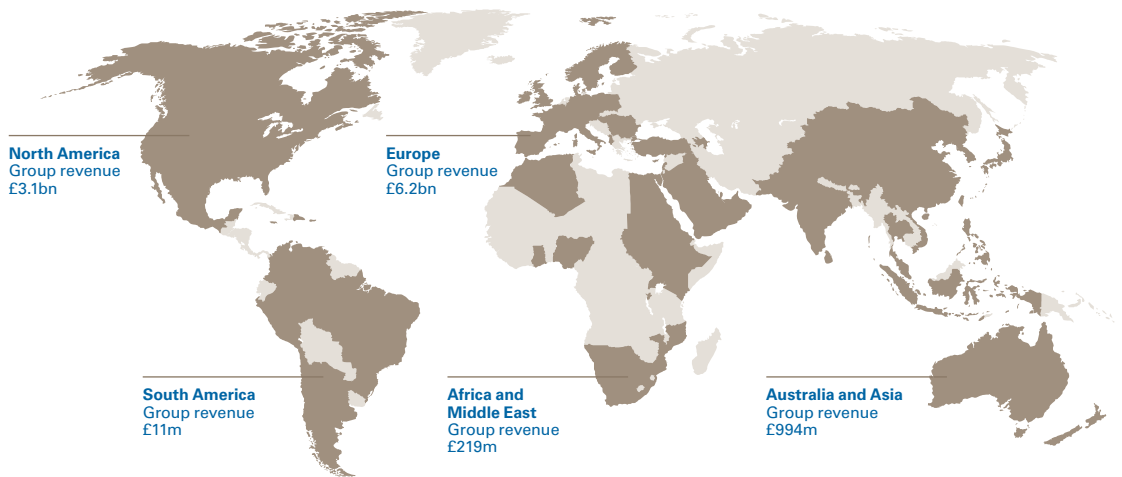 North America
Group revenue
£3.1bn
Europe
Group revenue
£6.2bn
South America
Group revenue
£11m
Africa and
Middle East
Group revenue
£219m
Australia and Asia
Group revenue
£994m